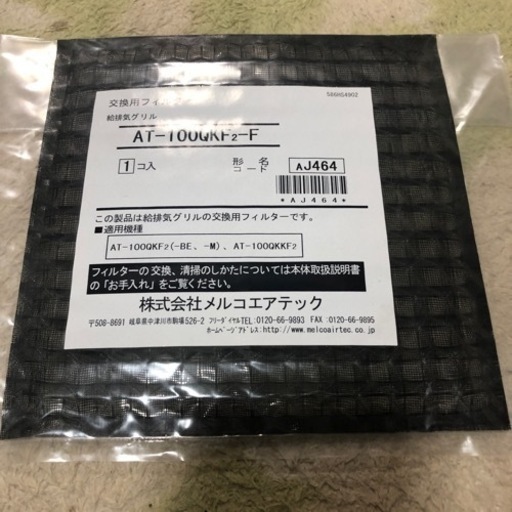 交換用フィルター
566H54902
給排気グリル
AT-100QKF2-F
1コ入
形名コード
AJ464
*AJ464*
この製品は給排気グリルの交換用フィルターです。
■適用機種
AT-100QKF2(-BE、-M)、AT-100QKKF2
フィルターの交換、清掃のしかたについては本体取扱説明書
の「お手入れ」をご覧ください。
株式会社メルコエアテック
〒508-8691 岐阜県中津川市駒場526-2 フリーダイヤルTEL:0120-66-9893 FAX:0120-66-9895
ホームページアドレス:http://www.melcoairtec.co.jp